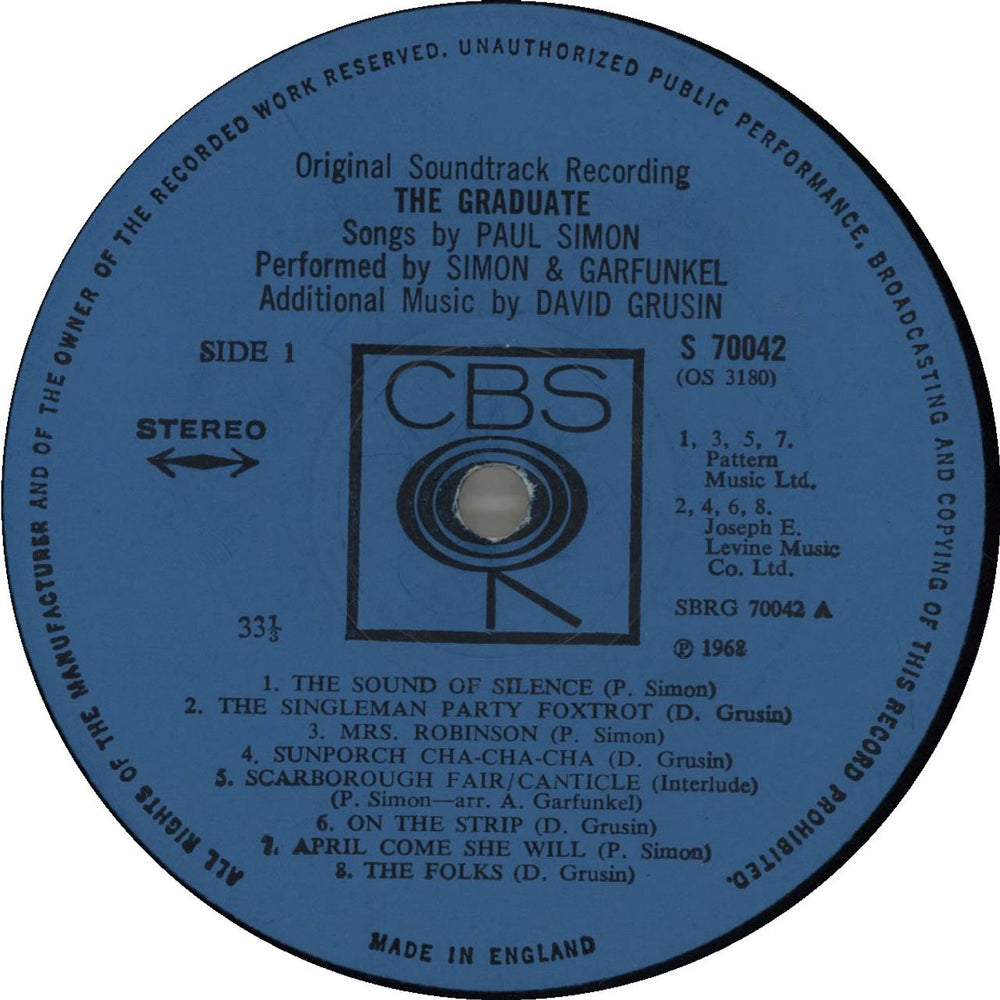 ALL RIGHTS OF THE MANUFACTURER AND OF THE OWNER OF THE RECORDED WORK RESERVED. UNAUTHORIZED PUBLIC PERFORMANCE, BROADCASTING AND COPYING OF THIS RECORD PROHIBITED.
Original Soundtrack Recording
THE GRADUATE
Songs by PAUL SIMON
Performed by SIMON & GARFUNKEL
Additional Music by DAVID GRUSIN
SIDE 1
STEREO
33⅓
CBS
S 70042
(OS 3180)
1, 3, 5, 7.
Pattern
Music Ltd.
2, 4, 6, 8.
Joseph E.
Levine Music
Co. Ltd.
SBRG 70042 A
℗ 1968
1. THE SOUND OF SILENCE (P. Simon)
2. THE SINGLEMAN PARTY FOXTROT (D. Grusin)
3. MRS. ROBINSON (P. Simon)
4. SUNPORCH CHA-CHA-CHA (D. Grusin)
5. SCARBOROUGH FAIR/CANTICLE (Interlude)
(P. Simon—arr. A. Garfunkel)
6. ON THE STRIP (D. Grusin)
7. APRIL COME SHE WILL (P. Simon)
8. THE FOLKS (D. Grusin)
MADE IN ENGLAND